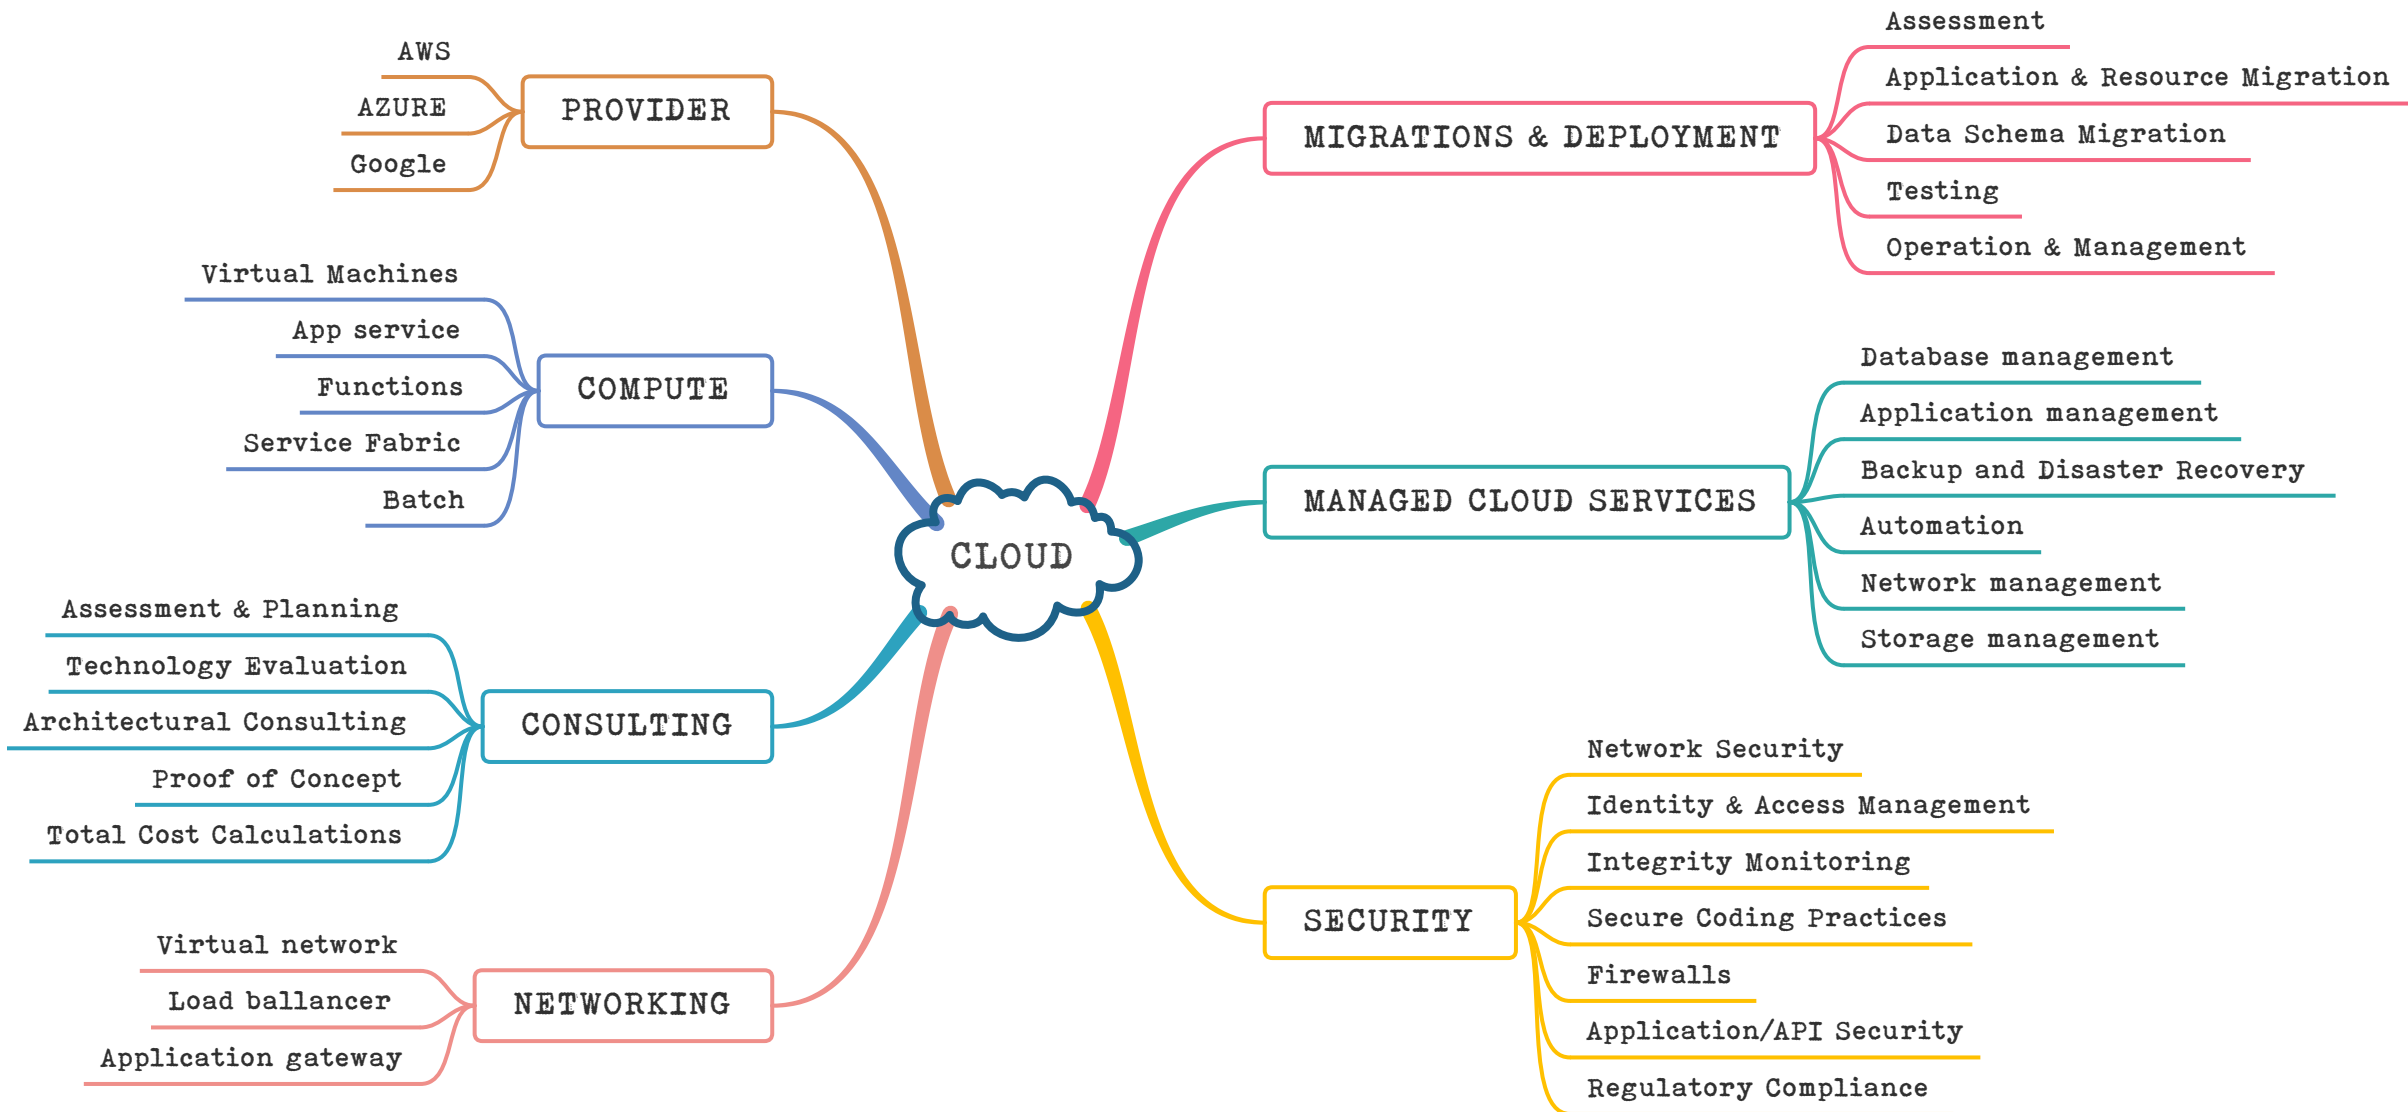 AWS
AZURE
Google
PROVIDER
Virtual Machines
App service
Functions
Service Fabric
Batch
COMPUTE
Assessment & Planning
Technology Evaluation
Architectural Consulting
Proof of Concept
Total Cost Calculations
CONSULTING
Virtual network
Load ballancer
Application gateway
NETWORKING
CLOUD
MIGRATIONS & DEPLOYMENT
Assessment
Application & Resource Migration
Data Schema Migration
Testing
Operation & Management
MANAGED CLOUD SERVICES
Database management
Application management
Backup and Disaster Recovery
Automation
Network management
Storage management
SECURITY
Network Security
Identity & Access Management
Integrity Monitoring
Secure Coding Practices
Firewalls
Application/API Security
Regulatory Compliance